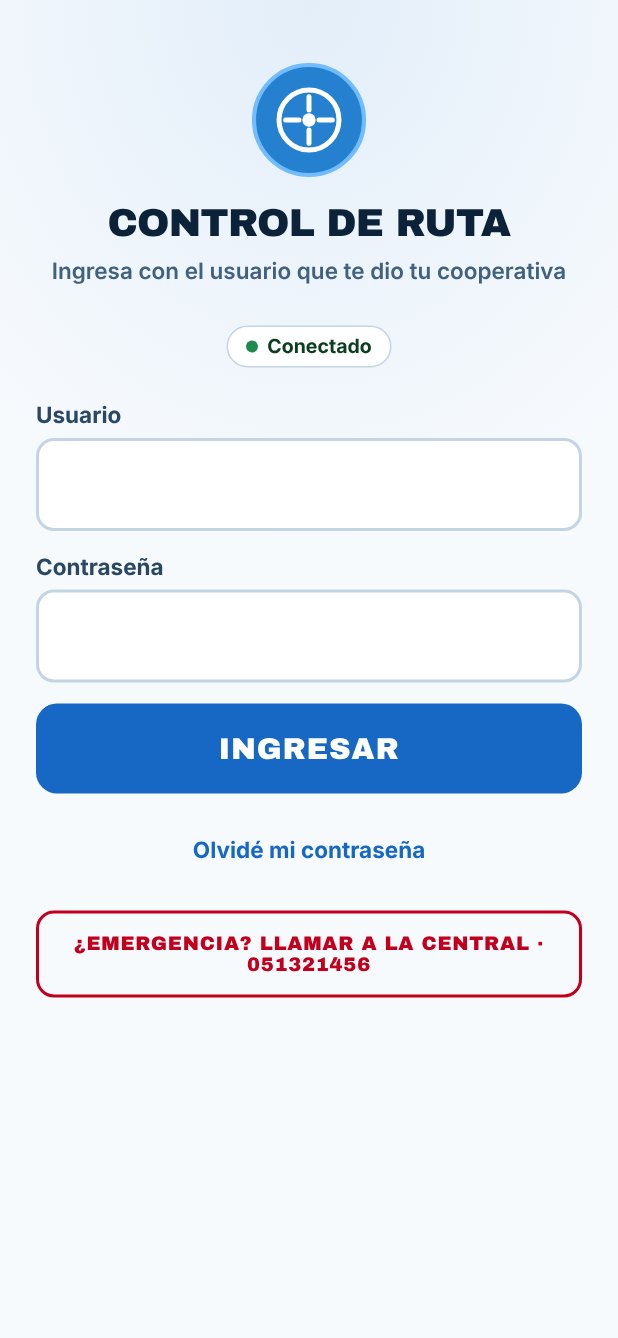 CONTROL DE RUTA
Ingresa con el usuario que te dio tu cooperativa
Conectado
Usuario
Contraseña
INGRESAR
Olvidé mi contraseña
¿EMERGENCIA? LLAMAR A LA CENTRAL ·
051321456